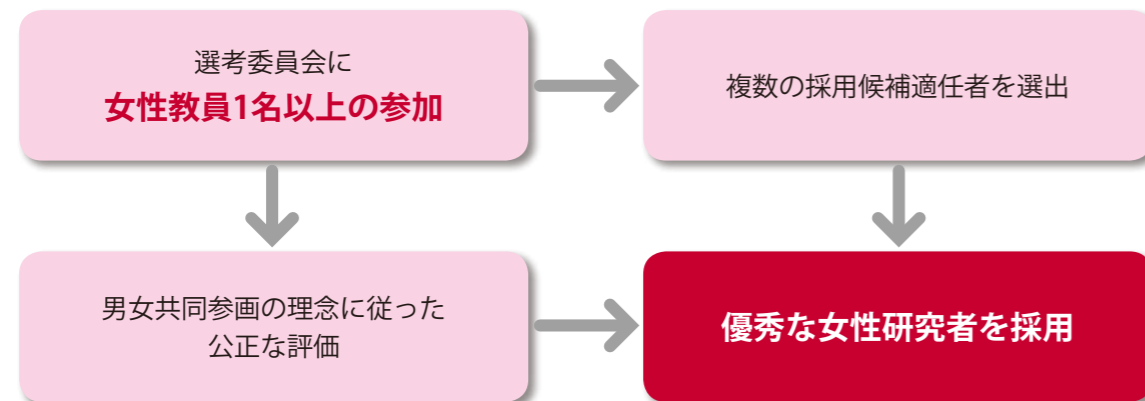 選考委員会に
女性教員1名以上の参加
複数の採用候補適任者を選出
男女共同参画の理念に従った
公正な評価
優秀な女性研究者を採用